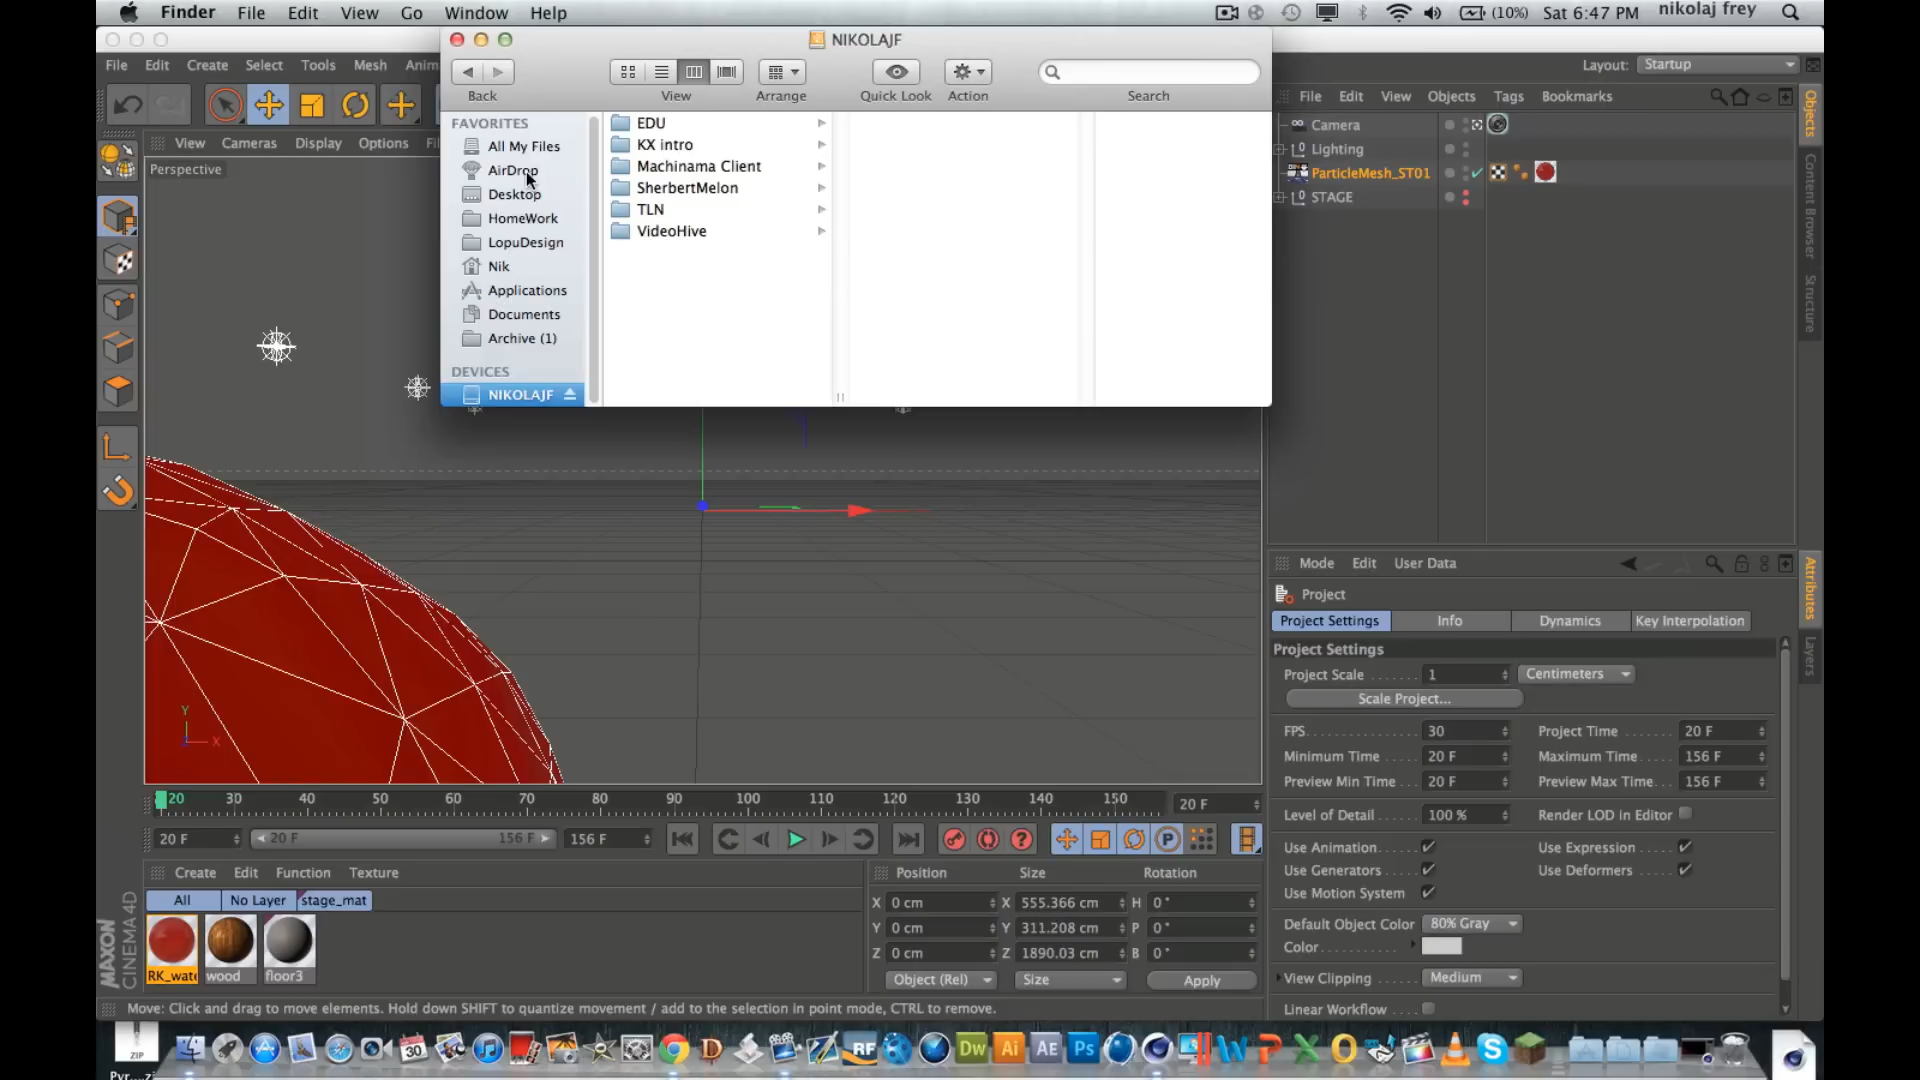 Finder File Edit View Go Window Help (10%) Sat 6:47 PM nikolaj frey
NIKOLAJF
File Edit Create Select Tools Mesh Anim
Layout: Startup
Back View Arrange Quick Look Action Search
File Edit View Objects Tags Bookmarks
View Cameras Display Options Fi
Perspective
FAVORITES
All My Files
AirDrop
Desktop
HomeWork
LopuDesign
Nik
Applications
Documents
Archive (1)
DEVICES
NIKOLAJF
EDU
KX intro
Machinama Client
SherbertMelon
TLN
VideoHive
Camera
Lighting
ParticleMesh_ST01
STAGE
Objects
Content Browser
Structure
Y
X
Mode Edit User Data
Project
Project Settings Info Dynamics Key Interpolation
Project Settings
Project Scale 1 Centimeters
Scale Project...
FPS 30 Project Time 20 F
Minimum Time 20 F Maximum Time 156 F
Preview Min Time 20 F Preview Max Time 156 F
Level of Detail 100 % Render LOD in Editor
Use Animation Use Expression
Use Generators Use Deformers
Use Motion System
Default Object Color 80% Gray
Color
View Clipping Medium
Linear Workflow
Attributes
Layers
20 30 40 50 60 70 80 90 100 110 120 130 140 150 20 F
20 F 20 F 156 F 156 F
Create Edit Function Texture
All No Layer stage_mat
RK_wate wood floor3
MAXON
CINEMA 4D
Position Size Rotation
X 0 cm X 555.366 cm H 0 °
Y 0 cm Y 311.208 cm P 0 °
Z 0 cm Z 1890.03 cm B 0 °
Object (Rel) Size Apply
Move: Click and drag to move elements. Hold down SHIFT to quantize movement / add to the selection in point mode, CTRL to remove.
ZIP 30 RF Dw Ai AE Ps